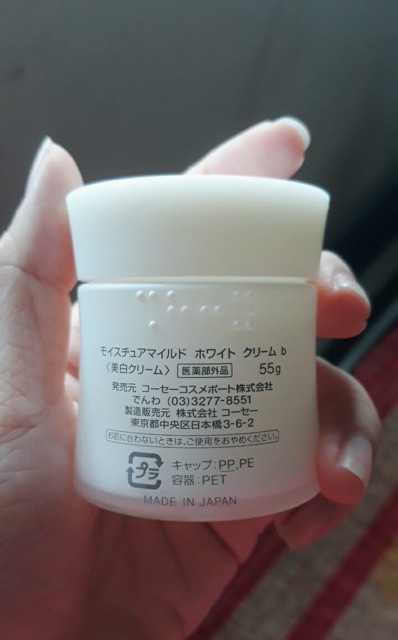 モイスチュアマイルド ホワイト クリーム b
〈美白クリーム〉 医薬部外品 55g
発売元 コーセーコスメポート株式会社
でんわ (03)3277-8551
製造販売元 株式会社 コーセー
東京都中央区日本橋3-6-2
お肌に合わないときは、ご使用をおやめください。
プラ キャップ:PP,PE
容器:PET
MADE IN JAPAN